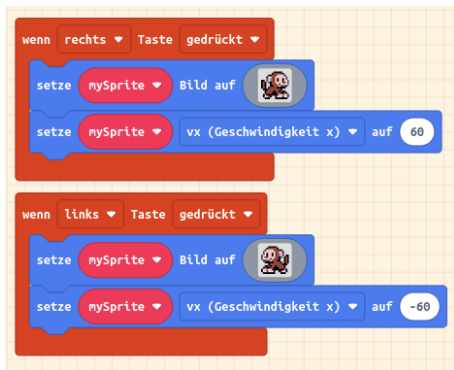 wenn rechts Taste gedrückt
setze mySprite Bild auf
setze mySprite vx (Geschwindigkeit x) auf 60
wenn links Taste gedrückt
setze mySprite Bild auf
setze mySprite vx (Geschwindigkeit x) auf -60